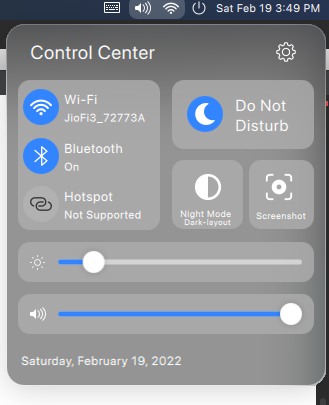 Sat Feb 19 3:49 PM
Control Center
Wi-Fi
JioFi3_72773A
Bluetooth
On
Hotspot
Not Supported
Do Not
Disturb
Night Mode
Dark-layout
Screenshot
Saturday, February 19, 2022